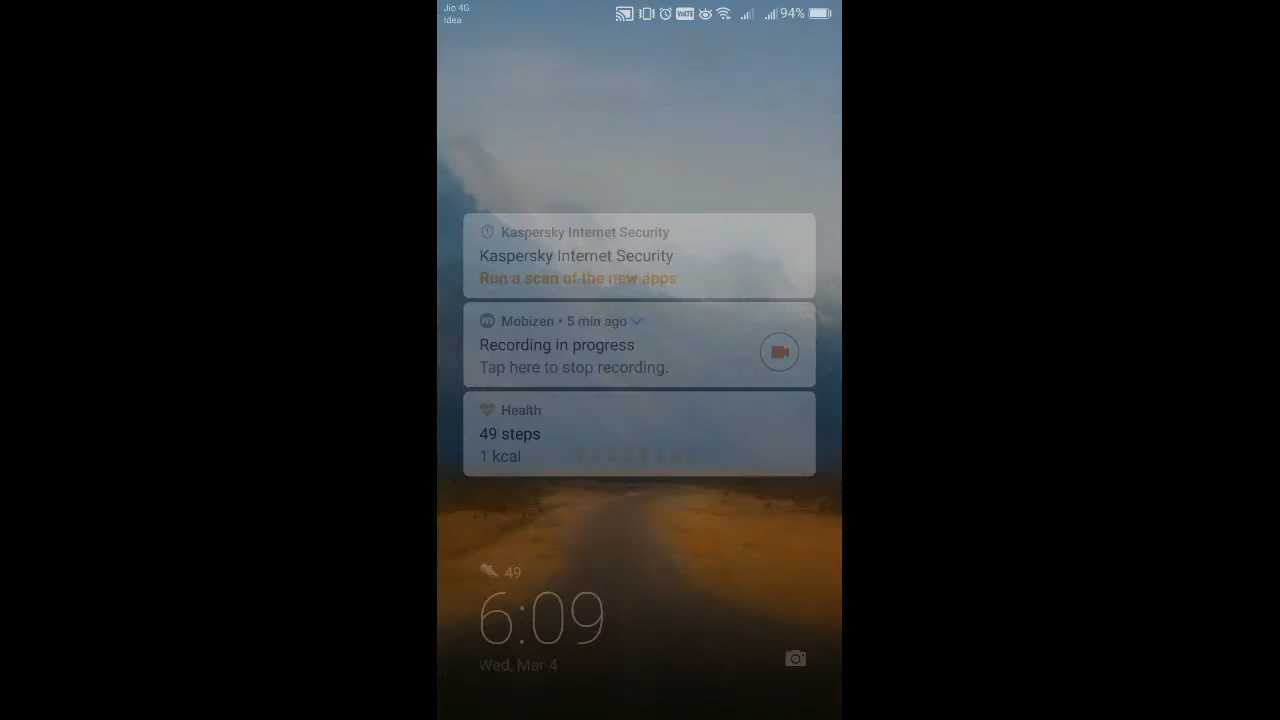 Jio 4G
Idea
VoLTE
94%
Kaspersky Internet Security
Kaspersky Internet Security
Run a scan of the new apps
Mobizen • 5 min ago
Recording in progress
Tap here to stop recording.
Health
49 steps
1 kcal
49
6:09
Wed, Mar 4